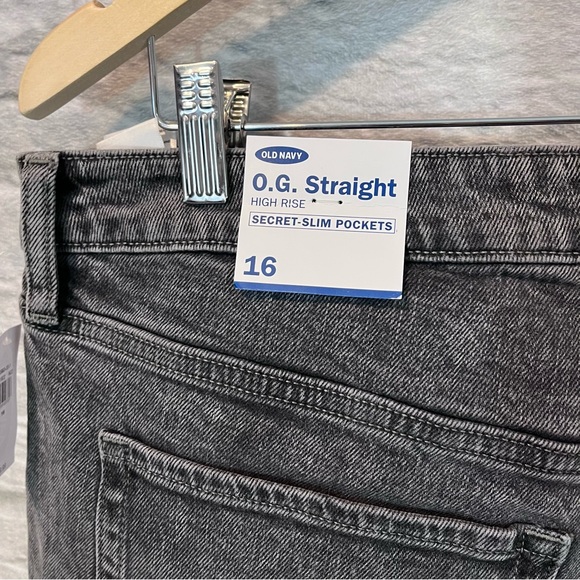 OLD NAVY
O.G. Straight
HIGH RISE
SECRET-SLIM POCKETS
16